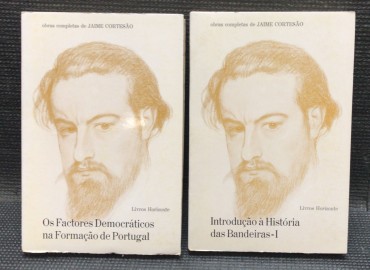 obras completas de JAIME CORTESÃO
Livros Horizonte
Os Factores Democráticos
na Formação de Portugal
obras completas de JAIME CORTESÃO
Livros Horizonte
Introdução à História
das Bandeiras-I